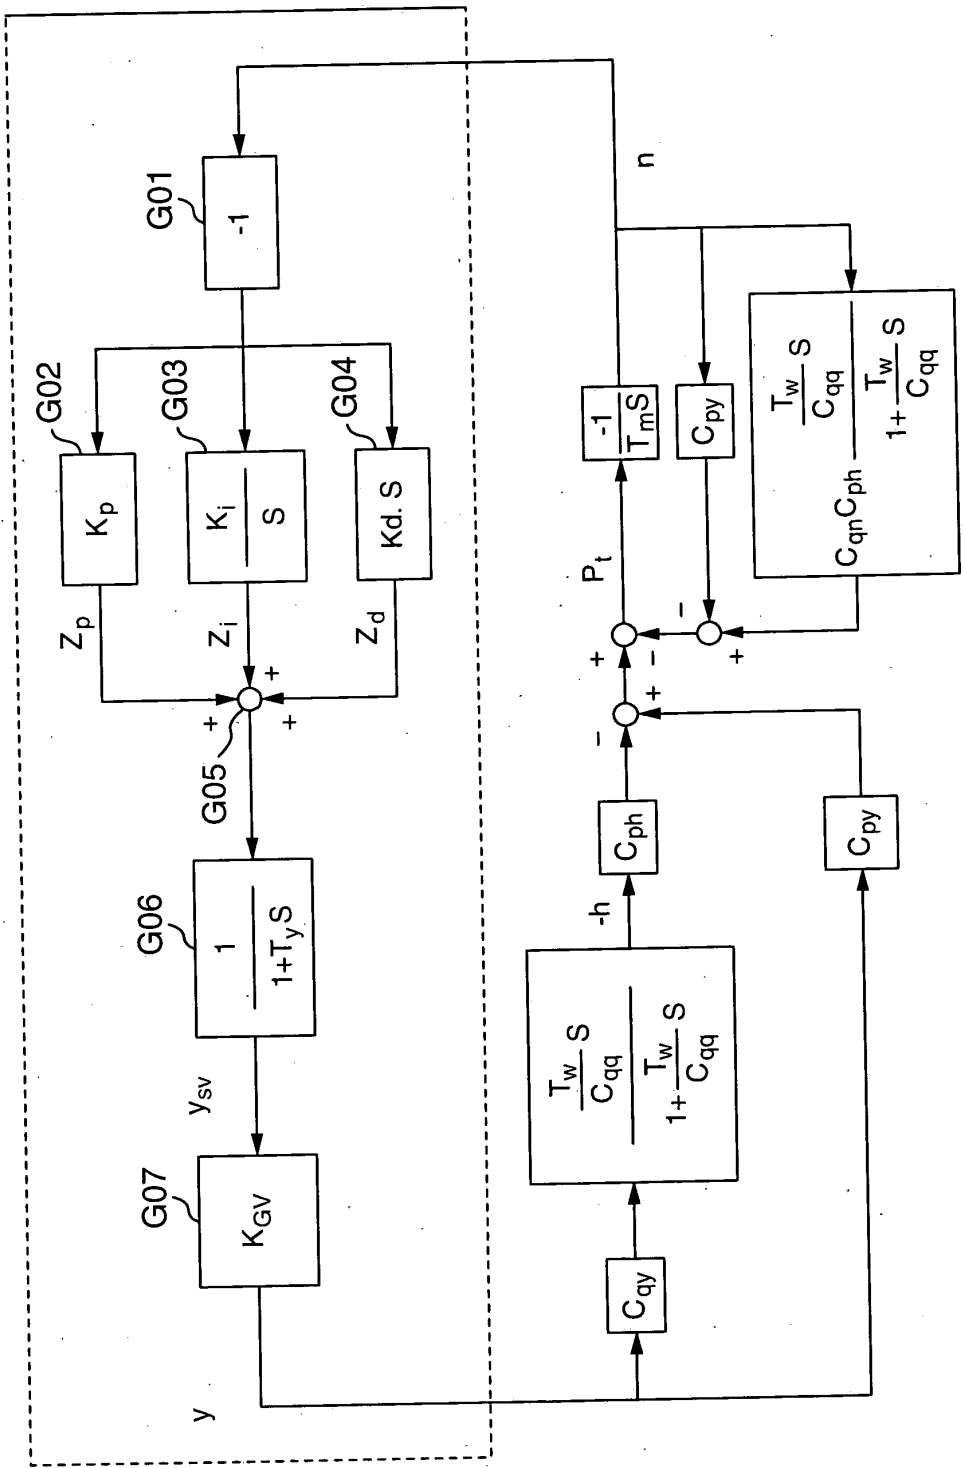 G01
-1
G02
Kp
G03
Ki
S
G04
Kd. S
Zp
Zi
Zd
+
+
+
G05
G06
1
1+TyS
ysv
G07
KGV
y
n
-1
TmS
Cpy
CqnCph
Tw
Cqq
S
1+
Tw
Cqq
S
Pt
-
+
+
-
+
-
Cph
Cpy
-h
Tw
Cqq
S
1+
Tw
Cqq
S
Cqy